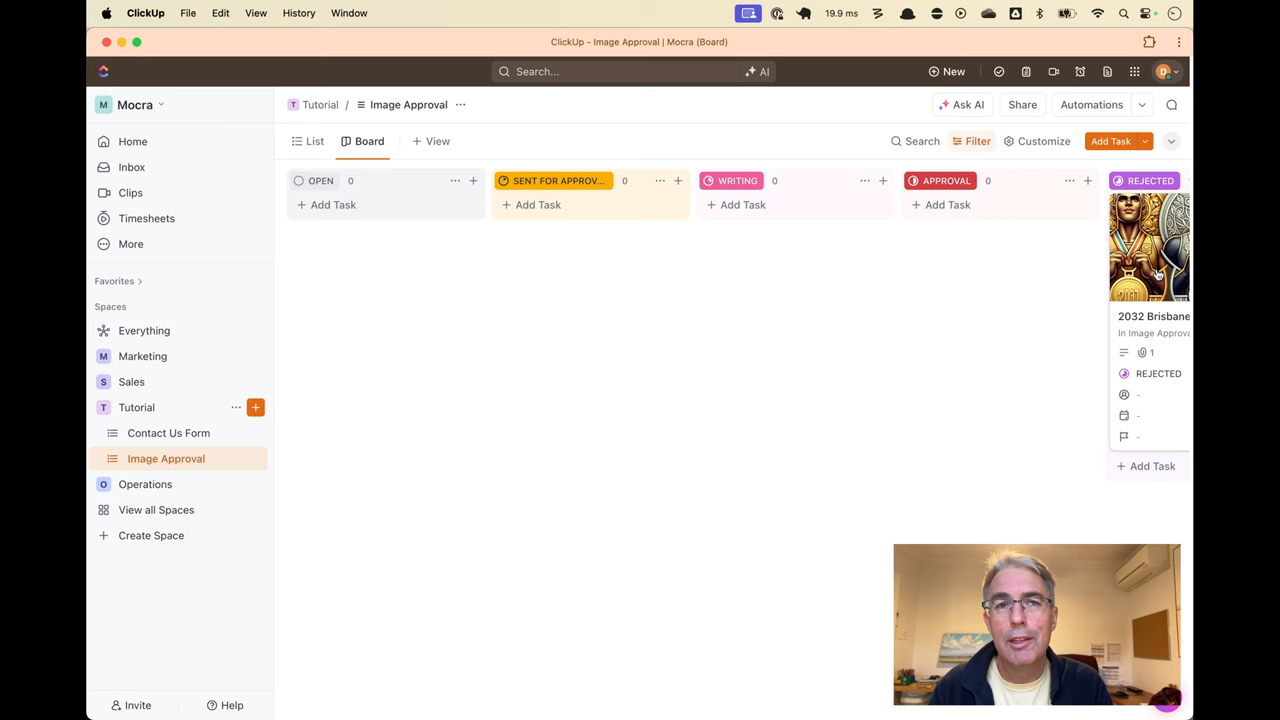 ClickUp File Edit View History Window 19.9 ms
ClickUp - Image Approval | Mocra (Board)
Search... AI New D
M Mocra T Tutorial / Image Approval ... Ask AI Share Automations
Home List Board + View Search Filter Customize Add Task
Inbox
Clips OPEN 0 ... + SENT FOR APPROV... 0 ... + WRITING 0 ... + APPROVAL 0 ... + REJECTED
Timesheets + Add Task + Add Task + Add Task + Add Task
More
Favorites
Spaces
Everything 2032 Brisbane
In Image Approva
M Marketing 1
S Sales REJECTED
T Tutorial ... + -
Contact Us Form -
Image Approval -
+ Add Task
O Operations
View all Spaces
+ Create Space
Invite Help